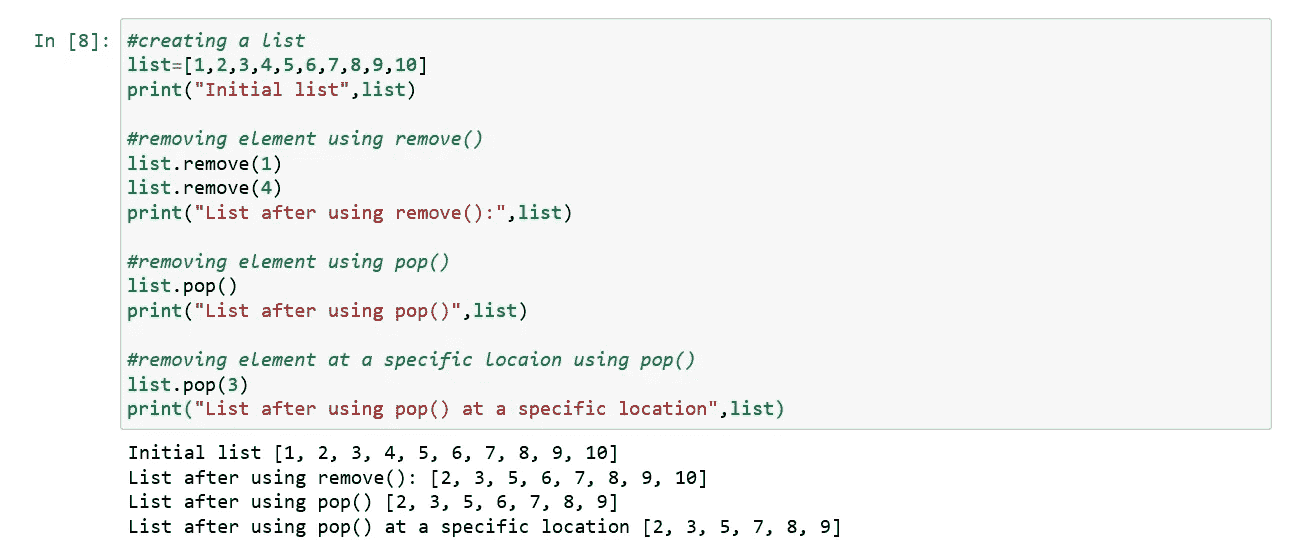 In [8]: #creating a list
list=[1,2,3,4,5,6,7,8,9,10]
print("Initial list",list)
#removing element using remove()
list.remove(1)
list.remove(4)
print("List after using remove():",list)
#removing element using pop()
list.pop()
print("List after using pop()",list)
#removing element at a specific locaion using pop()
list.pop(3)
print("List after using pop() at a specific location",list)
Initial list [1, 2, 3, 4, 5, 6, 7, 8, 9, 10]
List after using remove(): [2, 3, 5, 6, 7, 8, 9, 10]
List after using pop() [2, 3, 5, 6, 7, 8, 9]
List after using pop() at a specific location [2, 3, 5, 7, 8, 9]